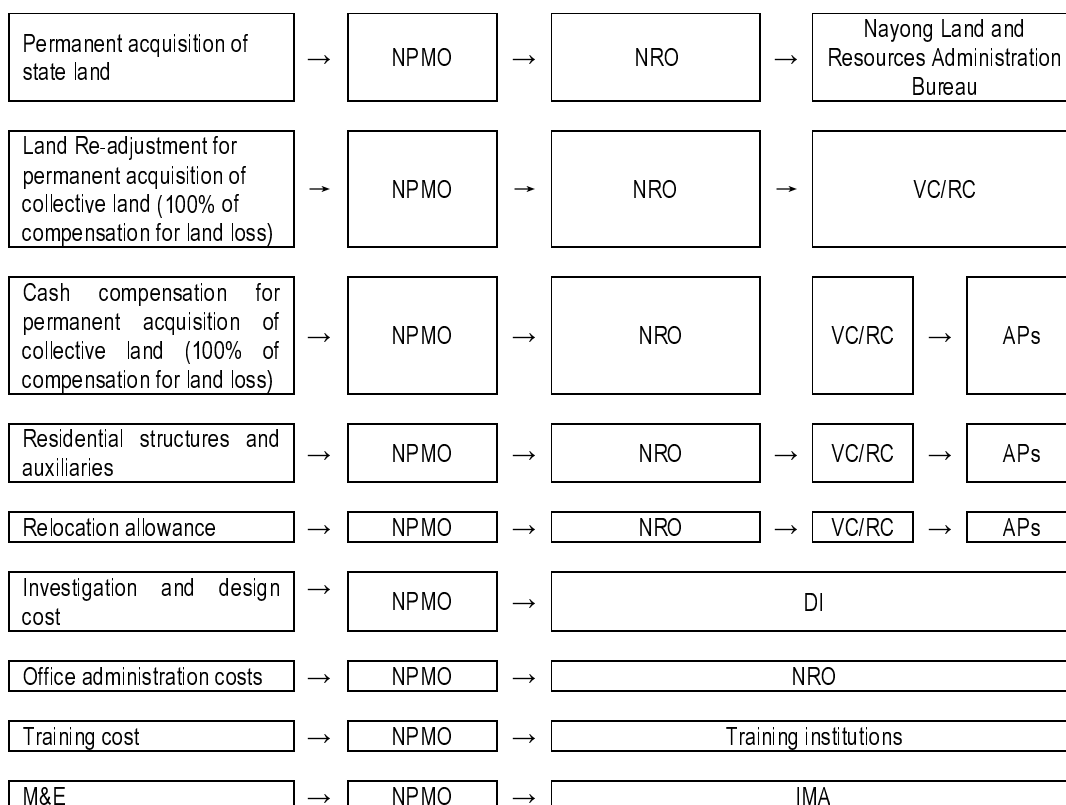 Permanent acquisition of
state land
→
NPMO
→
NRO
→
Nayong Land and
Resources Administration
Bureau
Land Re-adjustment for
permanent acquisition of
collective land (100% of
compensation for land loss)
→
NPMO
→
NRO
→
VC/RC
Cash compensation for
permanent acquisition of
collective land (100% of
compensation for land loss)
→
NPMO
→
NRO
VC/RC
→
APs
Residential structures and
auxiliaries
→
NPMO
→
NRO
→
VC/RC
→
APs
Relocation allowance
→
NPMO
→
NRO
→
VC/RC
→
APs
Investigation and design
cost
→
NPMO
→
DI
Office administration costs
→
NPMO
→
NRO
Training cost
→
NPMO
→
Training institutions
M&E
→
NPMO
→
IMA